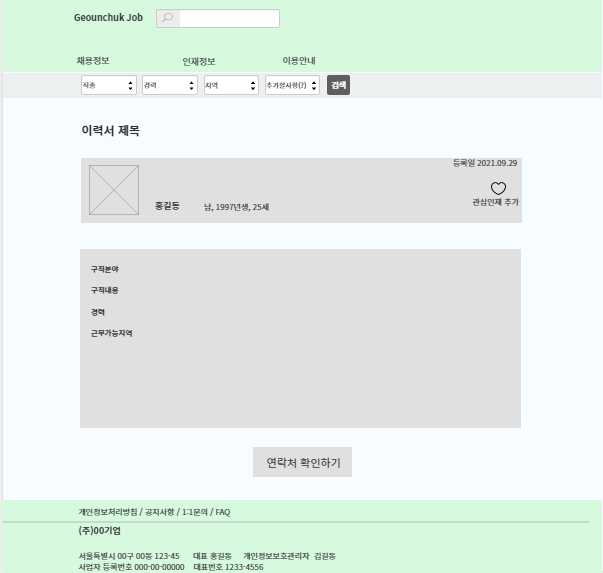 Geounchuk Job
채용정보 인재정보 이용안내
직종 경력 지역 추가설사항(?) 검색
이력서 제목
등록일 2021.09.29
홍길동 남, 1997년생, 25세
관심인재 추가
구직분야
구직내용
경력
근무가능지역
연락처 확인하기
개인정보처리방침 / 공지사항 / 1:1문의 / FAQ
(주)00기업
서울특별시 00구 00동 123-45 대표 홍길동 개인정보보호관리자 김길동
사업자 등록번호 000-00-00000 대표번호 1233-4556